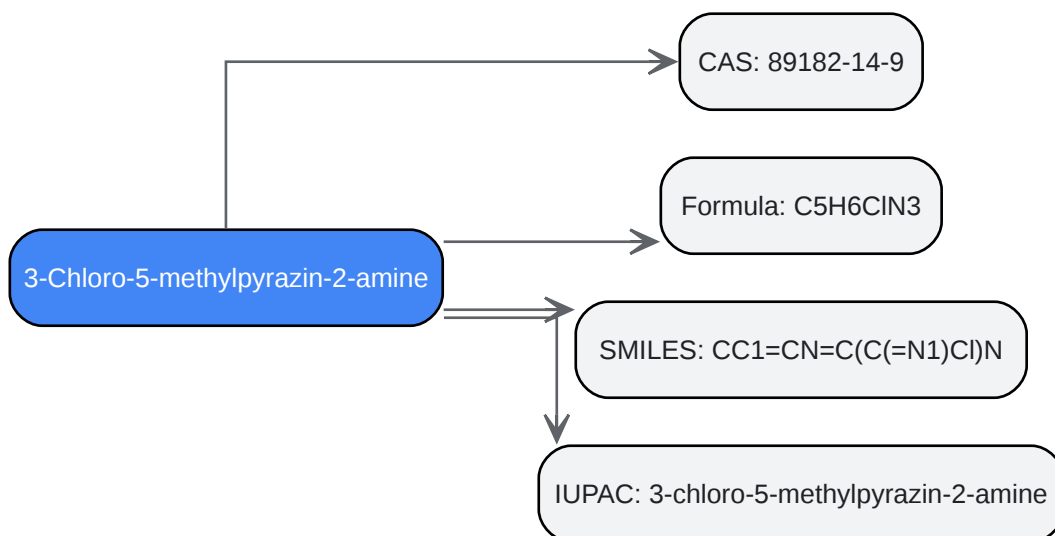 CAS: 89182-14-9
Formula: C5H6ClN3
3-Chloro-5-methylpyrazin-2-amine
SMILES: CC1=CN=C(C(=N1)Cl)N
IUPAC: 3-chloro-5-methylpyrazin-2-amine